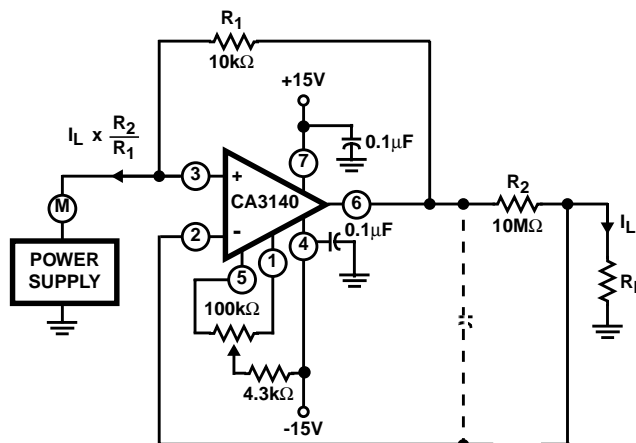 R1
10kΩ
+15V
0.1µF
IL x R2/R1
7
3
+
CA3140
6
R2
10MΩ
IL
M
2
-
0.1µF
4
1
5
POWER
SUPPLY
100kΩ
4.3kΩ
-15V